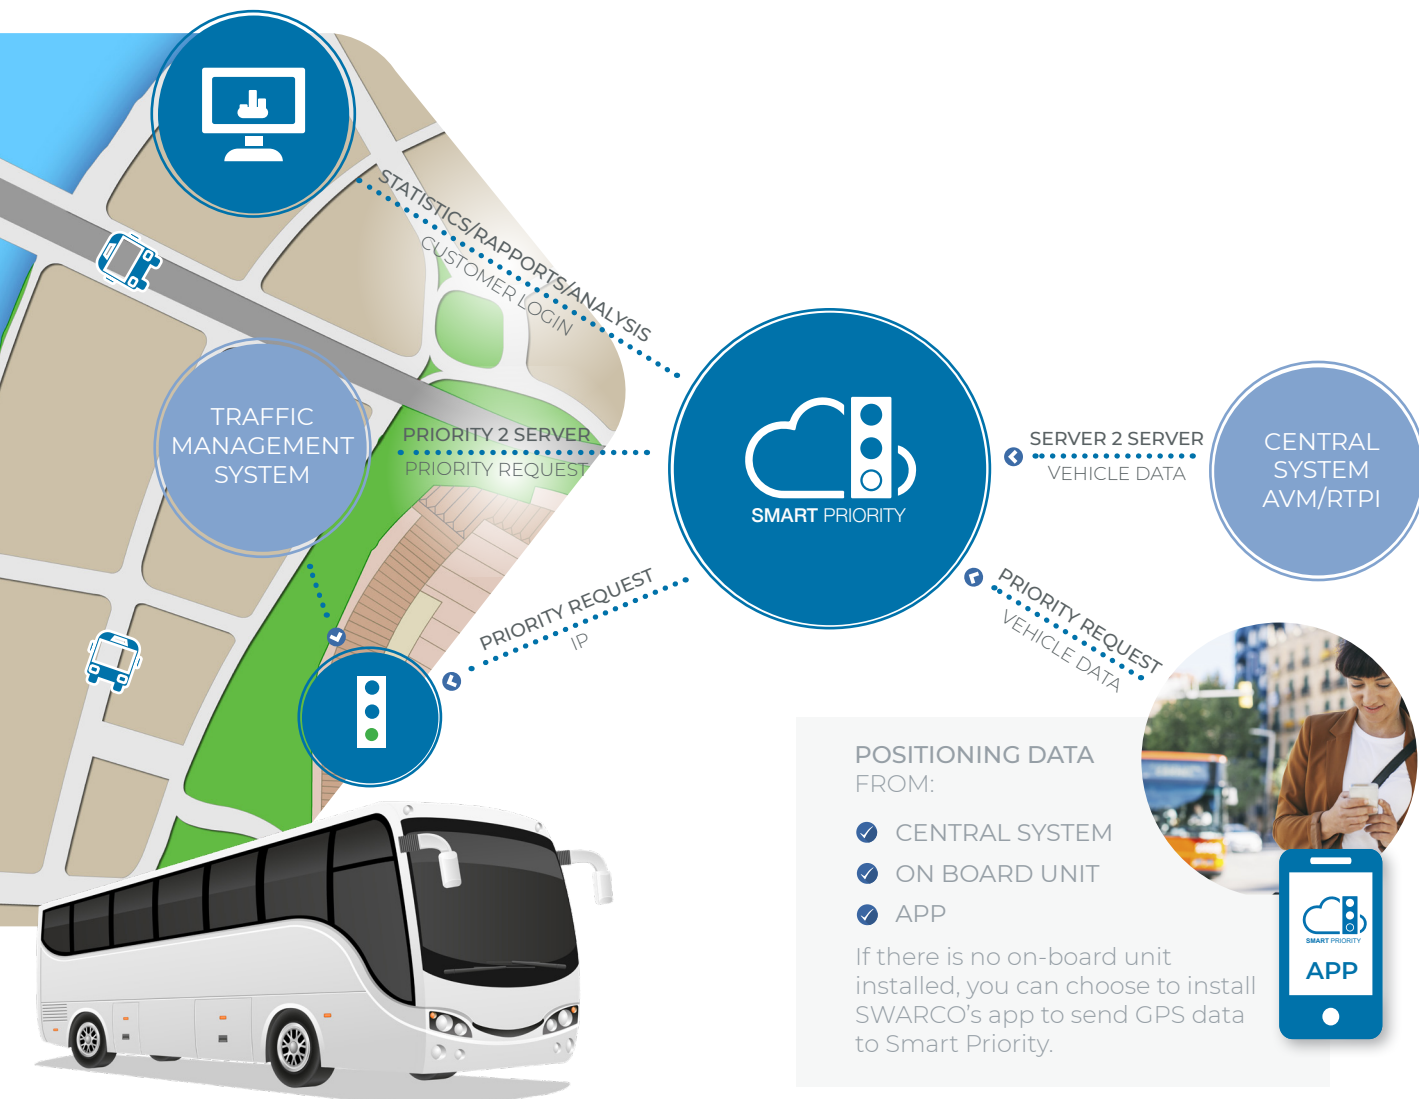 STATISTICS/RAPPORTS/ANALYSIS
CUSTOMER LOGIN
TRAFFIC
MANAGEMENT
SYSTEM
PRIORITY 2 SERVER
PRIORITY REQUEST
SMART PRIORITY
SERVER 2 SERVER
VEHICLE DATA
CENTRAL
SYSTEM
AVM/RTPI
PRIORITY REQUEST
IP
PRIORITY REQUEST
VEHICLE DATA
POSITIONING DATA
FROM:
CENTRAL SYSTEM
ON BOARD UNIT
APP
If there is no on-board unit
installed, you can choose to install
SWARCO’s app to send GPS data
to Smart Priority.
SMART PRIORITY
APP